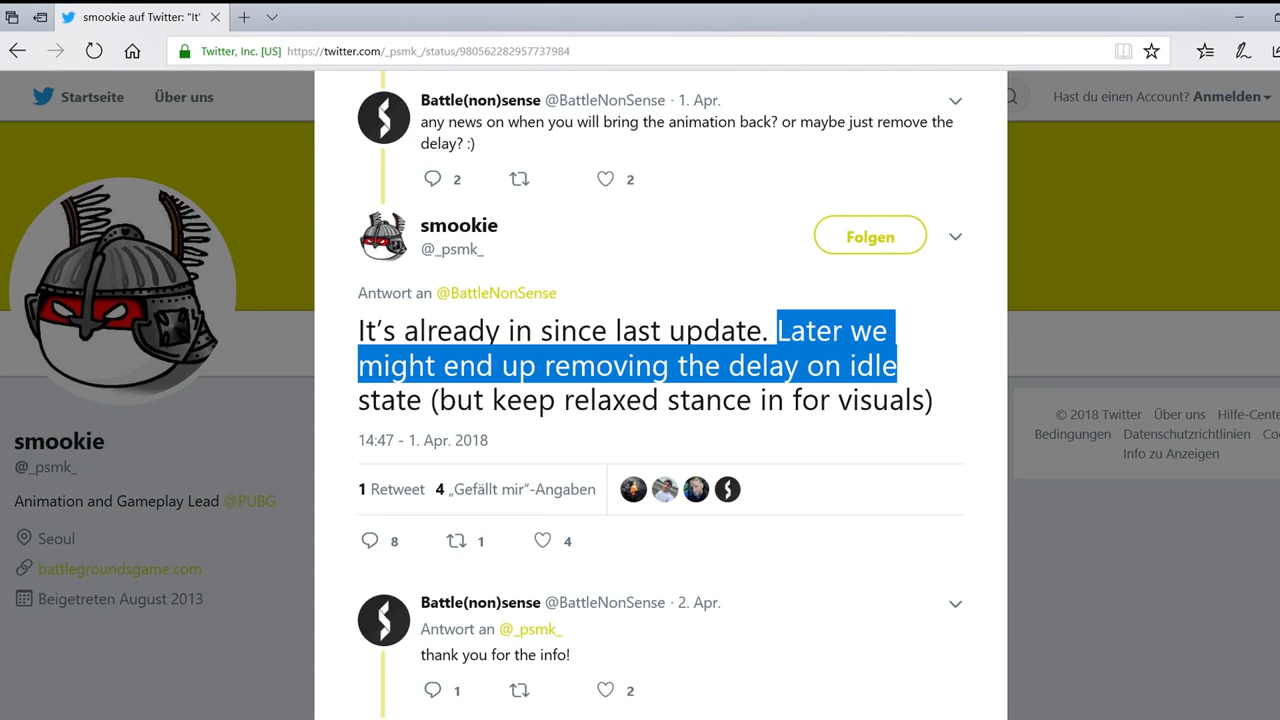 smookie auf Twitter: "It'
Twitter, Inc. [US] https://twitter.com/_psmk_/status/980562282957737984
Startseite Über uns
Hast du einen Account? Anmelden
Battle(non)sense @BattleNonSense · 1. Apr.
any news on when you will bring the animation back? or maybe just remove the
delay? :)
2 2
smookie
@_psmk_
Folgen
Antwort an @BattleNonSense
It's already in since last update. Later we
might end up removing the delay on idle
state (but keep relaxed stance in for visuals)
14:47 - 1. Apr. 2018
1 Retweet 4 „Gefällt mir“-Angaben
8 1 4
Battle(non)sense @BattleNonSense · 2. Apr.
Antwort an @_psmk_
thank you for the info!
1 2
smookie
@_psmk_
Animation and Gameplay Lead @PUBG
Seoul
battlegroundsgame.com
Beigetreten August 2013
© 2018 Twitter Über uns Hilfe-Cente
Bedingungen Datenschutzrichtlinien Co
Info zu Anzeigen